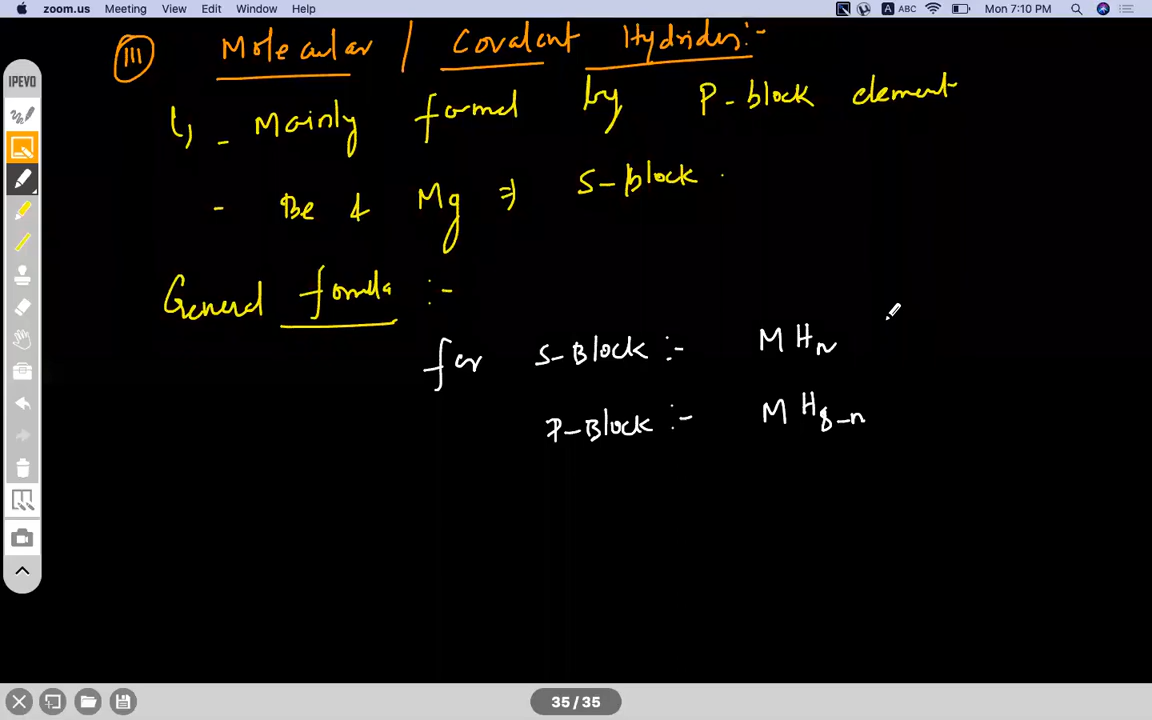 zoom.us Meeting View Edit Window Help A ABC Mon 7:10 PM
IPEVO
III Molecular / Covalent Hydrides:-
- Mainly formed by P-block element
- Be & Mg ⇒ S-Block.
General formula :-
for S-Block :- MHn
P-Block :- MH8-n
35 / 35